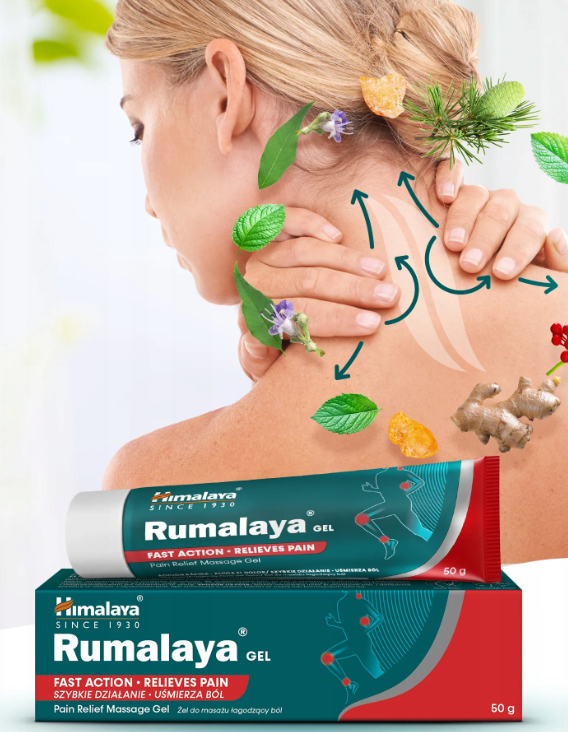 Himalaya®
SINCE 1930
Rumalaya® GEL
FAST ACTION • RELIEVES PAIN
Pain Relief Massage Gel
50 g
Himalaya®
SINCE 1930
Rumalaya® GEL
FAST ACTION • RELIEVES PAIN
SZYBKIE DZIAŁANIE • UŚMIERZA BÓL
Pain Relief Massage Gel Żel do masażu łagodzący ból
50 g